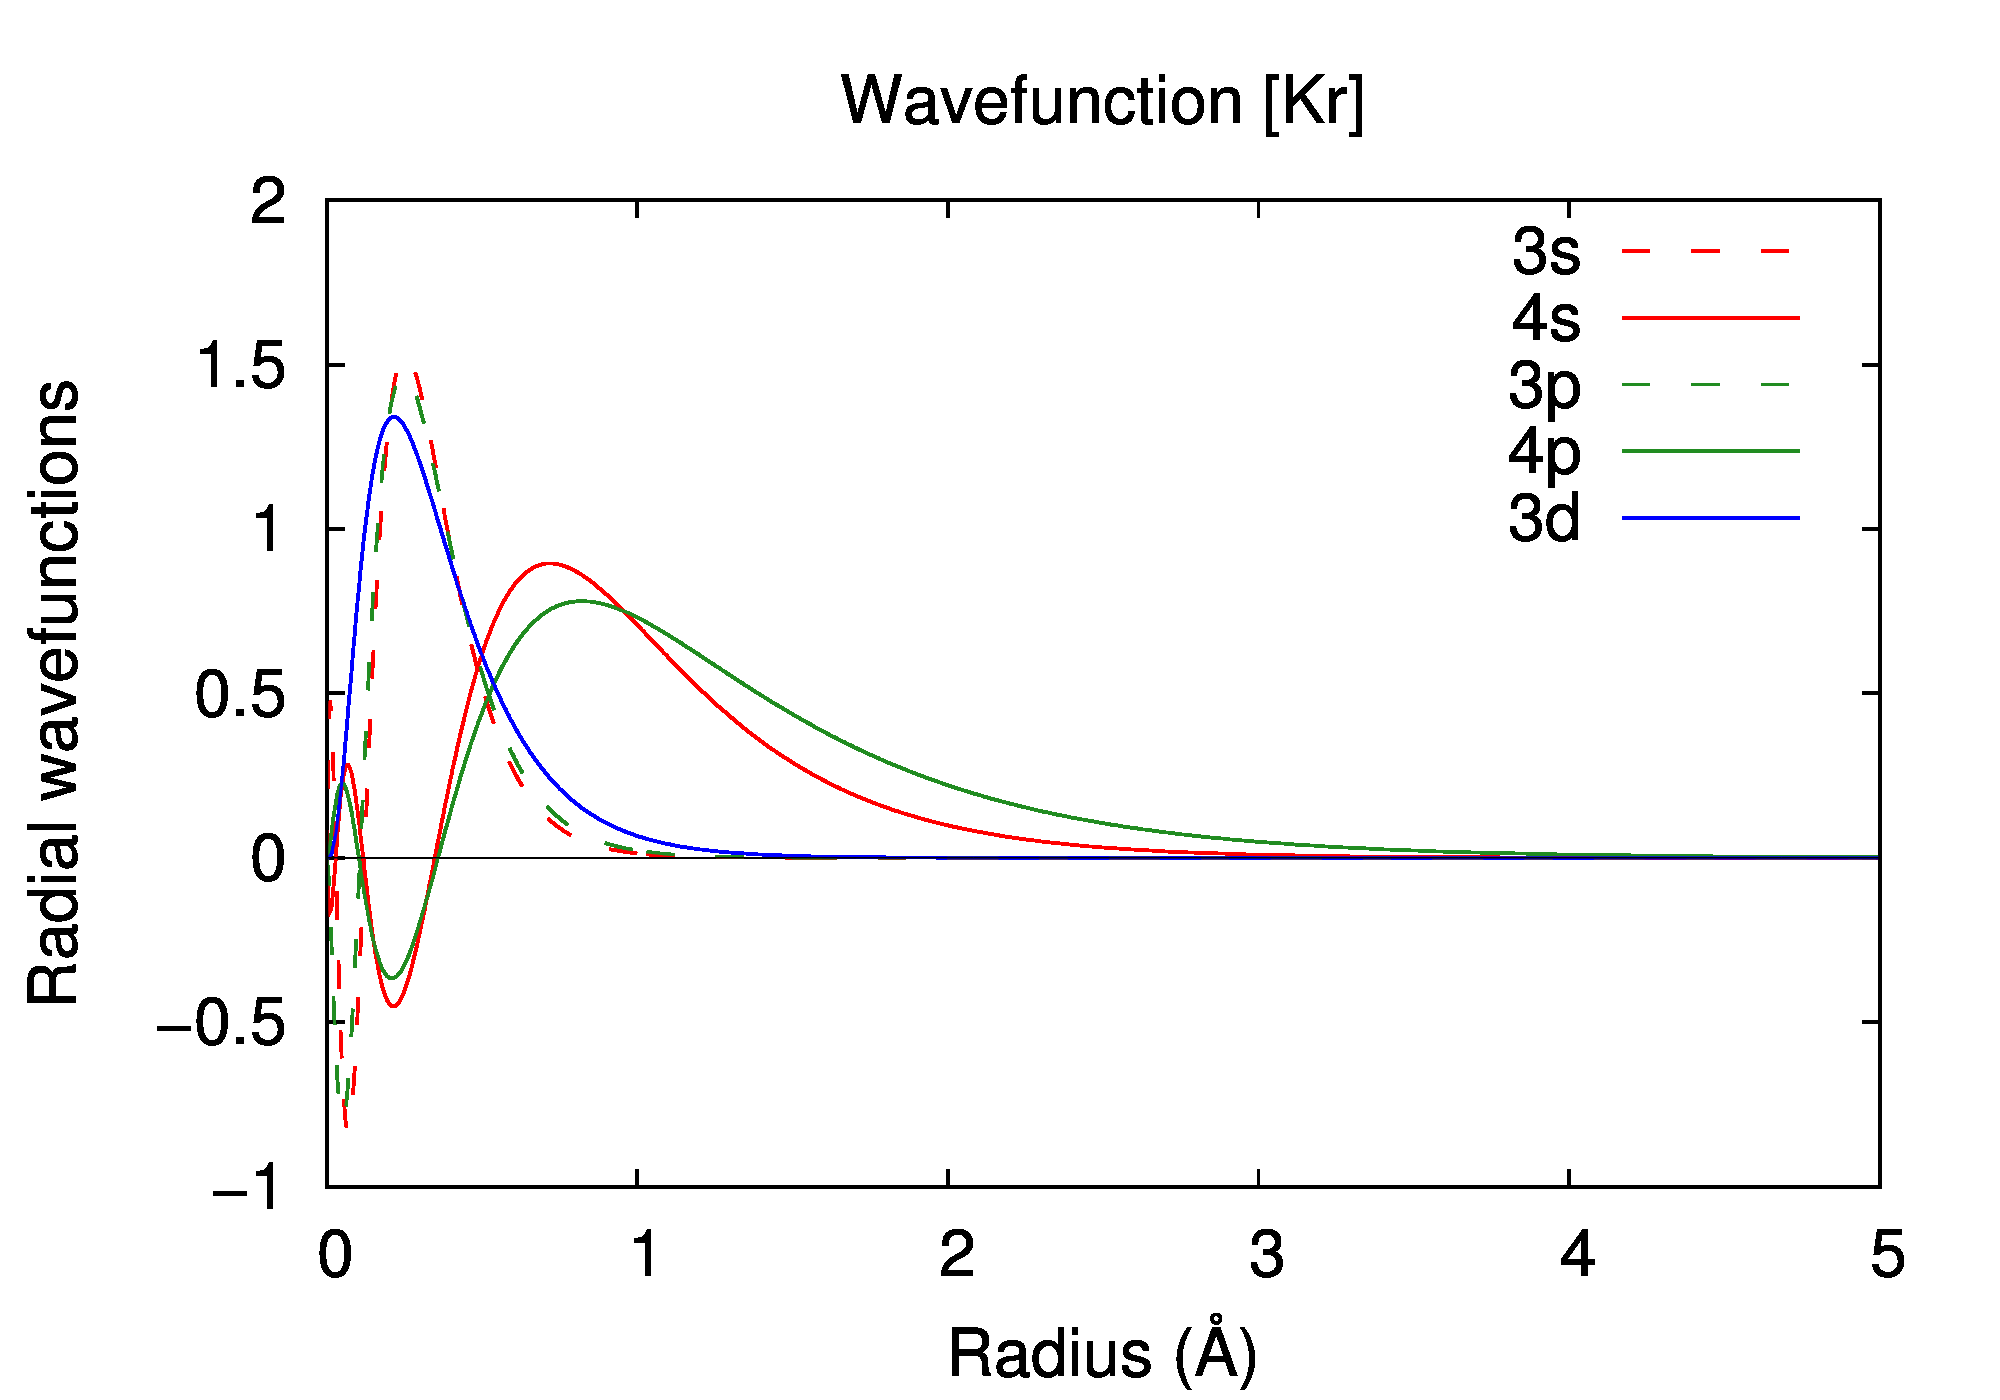 Wavefunction [Kr]
Radial wavefunctions
2
1.5
1
0.5
0
−0.5
−1
3s
4s
3p
4p
3d
0 1 2 3 4 5
Radius (Å)